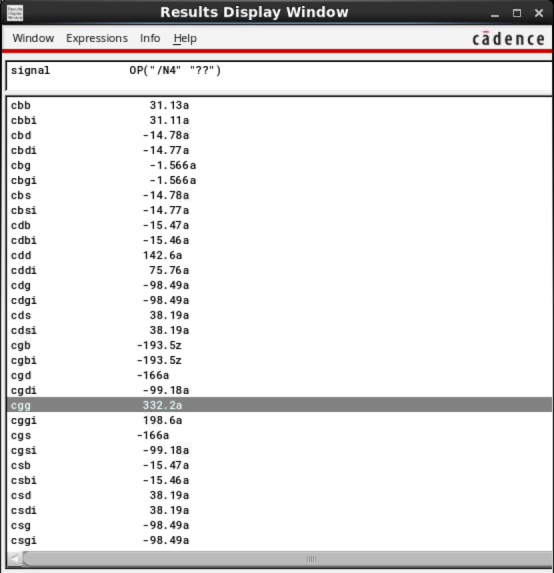 Results Display Window
Window Expressions Info Help cādence
signal OP("/N4" "??")
cbb 31.13a
cbbi 31.11a
cbd -14.78a
cbdi -14.77a
cbg -1.566a
cbgi -1.566a
cbs -14.78a
cbsi -14.77a
cdb -15.47a
cdbi -15.46a
cdd 142.6a
cddi 75.76a
cdg -98.49a
cdgi -98.49a
cds 38.19a
cdsi 38.19a
cgb -193.5z
cgbi -193.5z
cgd -166a
cgdi -99.18a
cgg 332.2a
cggi 198.6a
cgs -166a
cgsi -99.18a
csb -15.47a
csbi -15.46a
csd 38.19a
csdi 38.19a
csg -98.49a
csgi -98.49a